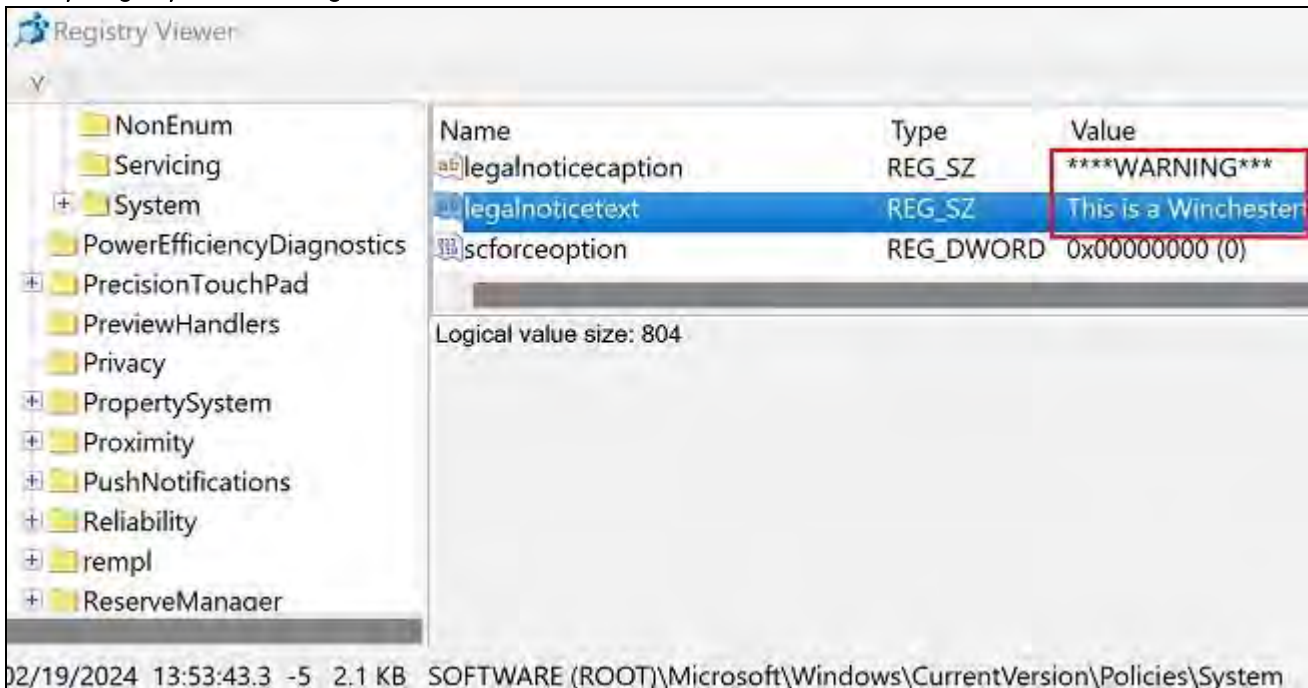 Registry Viewer
NonEnum
Servicing
System
PowerEfficiencyDiagnostics
PrecisionTouchPad
PreviewHandlers
Privacy
PropertySystem
Proximity
PushNotifications
Reliability
rempl
ReserveManager
Name Type Value
legalnoticecaption REG_SZ ****WARNING***
legalnoticetext REG_SZ This is a Winchester
scforceoption REG_DWORD 0x00000000 (0)
Logical value size: 804
02/19/2024 13:53:43.3 -5 2.1 KB SOFTWARE (ROOT)\Microsoft\Windows\CurrentVersion\Policies\System